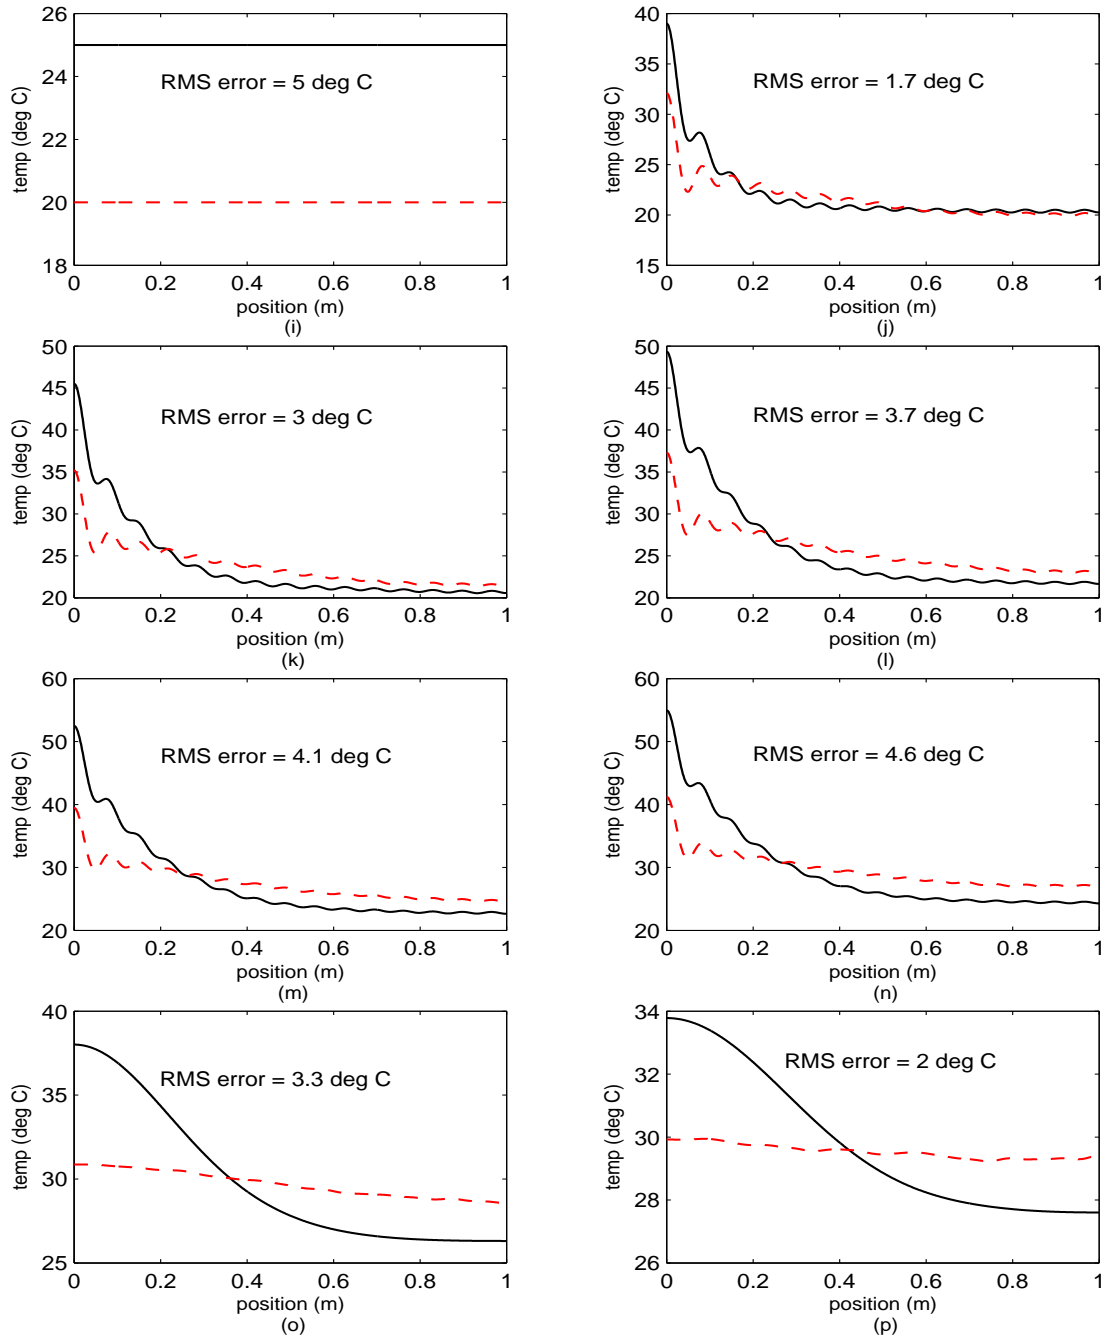 26
24
22
20
18
temp (deg C)
RMS error = 5 deg C
0 0.2 0.4 0.6 0.8 1
position (m)
(i)
40
35
30
25
20
15
temp (deg C)
RMS error = 1.7 deg C
0 0.2 0.4 0.6 0.8 1
position (m)
(j)
50
45
40
35
30
25
20
temp (deg C)
RMS error = 3 deg C
0 0.2 0.4 0.6 0.8 1
position (m)
(k)
50
45
40
35
30
25
20
temp (deg C)
RMS error = 3.7 deg C
0 0.2 0.4 0.6 0.8 1
position (m)
(l)
60
50
40
30
20
temp (deg C)
RMS error = 4.1 deg C
0 0.2 0.4 0.6 0.8 1
position (m)
(m)
60
50
40
30
20
temp (deg C)
RMS error = 4.6 deg C
0 0.2 0.4 0.6 0.8 1
position (m)
(n)
40
35
30
25
temp (deg C)
RMS error = 3.3 deg C
0 0.2 0.4 0.6 0.8 1
position (m)
(o)
34
32
30
28
26
temp (deg C)
RMS error = 2 deg C
0 0.2 0.4 0.6 0.8 1
position (m)
(p)